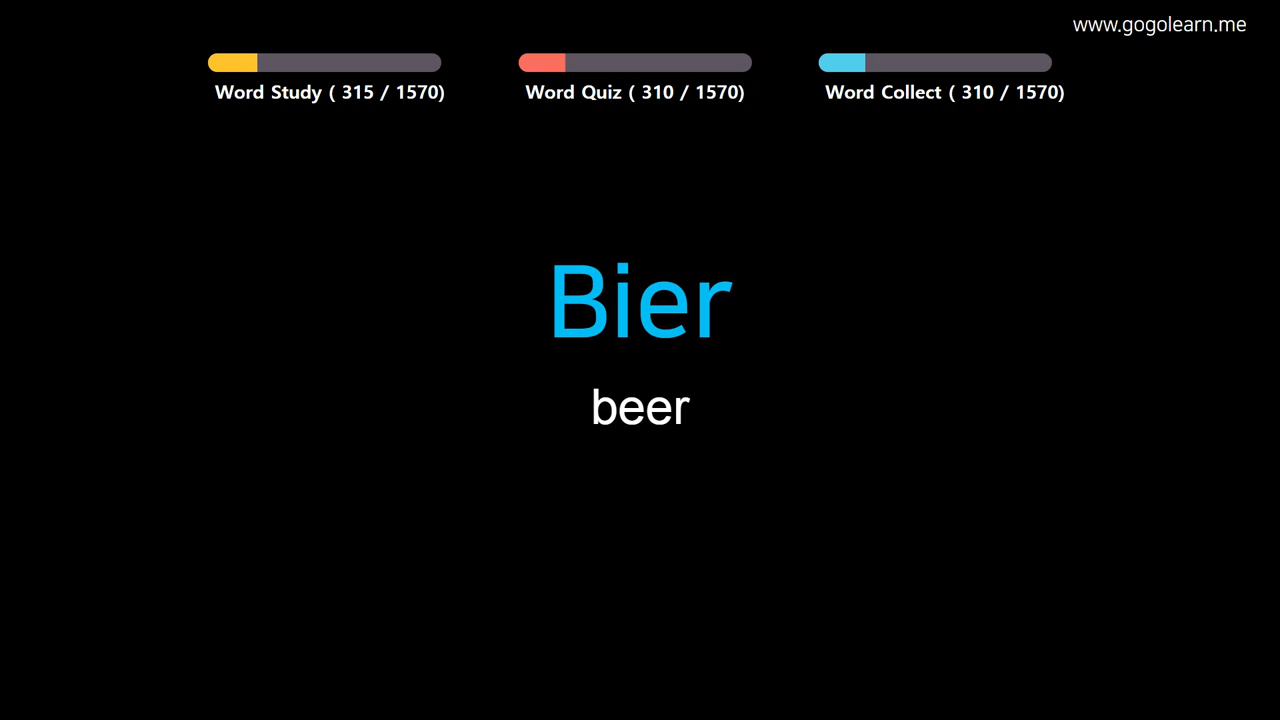 www.gogolearn.me
Word Study ( 315 / 1570)
Word Quiz ( 310 / 1570)
Word Collect ( 310 / 1570)
Bier
beer